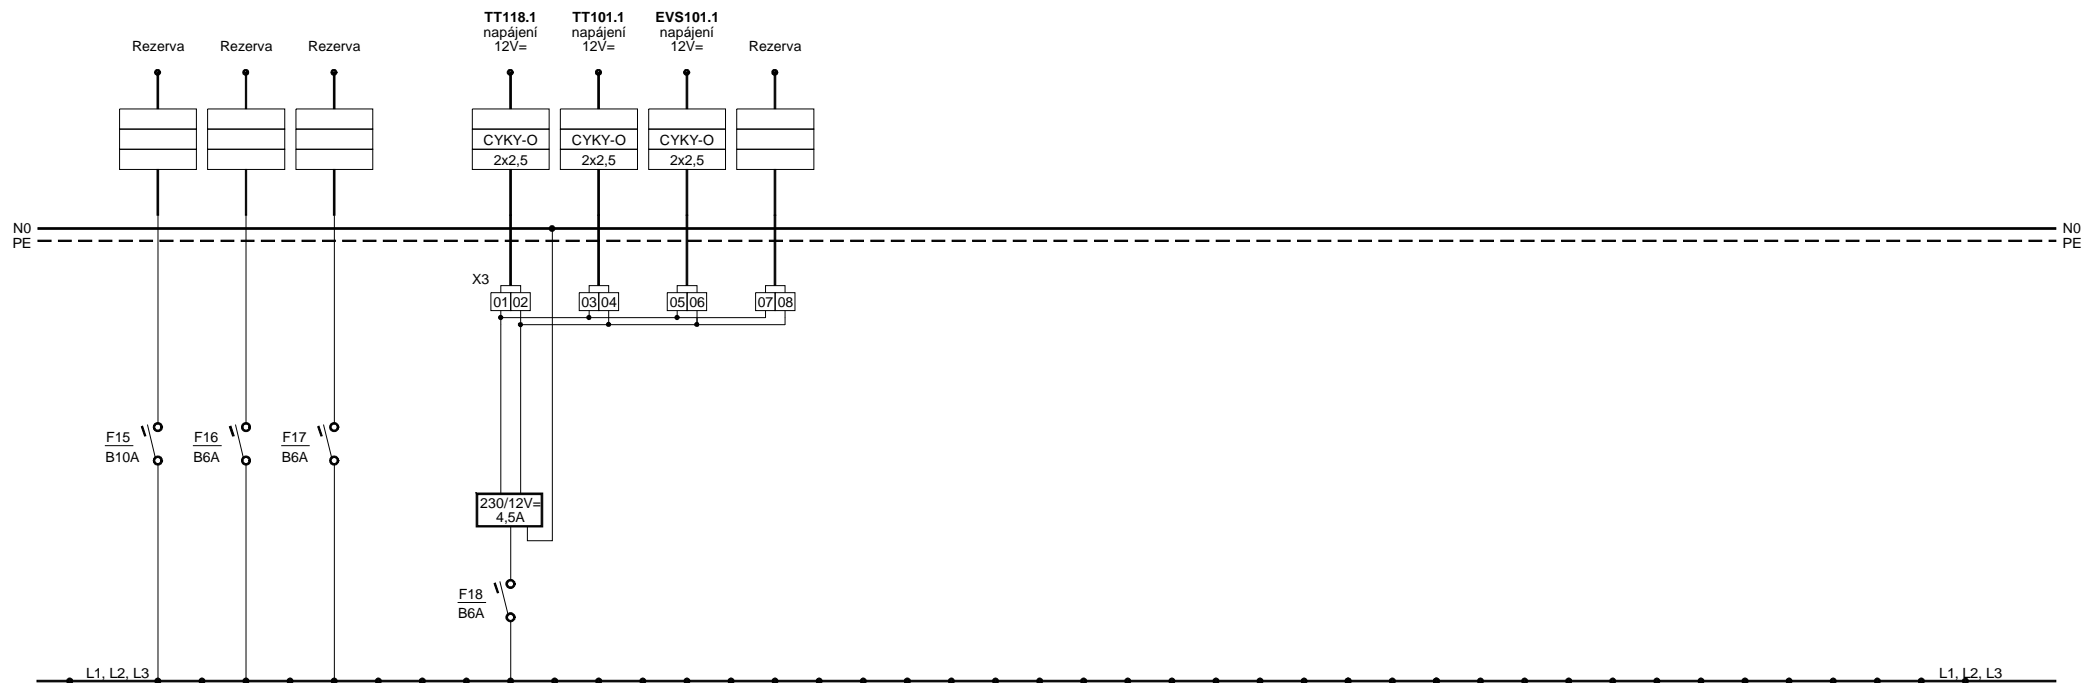 TT118.1
napájení
12V=
TT101.1
napájení
12V=
EVS101.1
napájení
12V=
Rezerva
Rezerva
Rezerva
Rezerva
CYKY-O
2x2,5
CYKY-O
2x2,5
CYKY-O
2x2,5
N0
PE
N0
PE
X3
01 02
03 04
05 06
07 08
F15
B10A
F16
B6A
F17
B6A
230/12V=
4,5A
F18
B6A
L1, L2, L3
L1, L2, L3